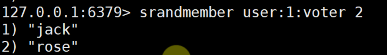 127.0.0.1:6379> srandmember user:1:voter 2
1) "jack"
2) "rose"